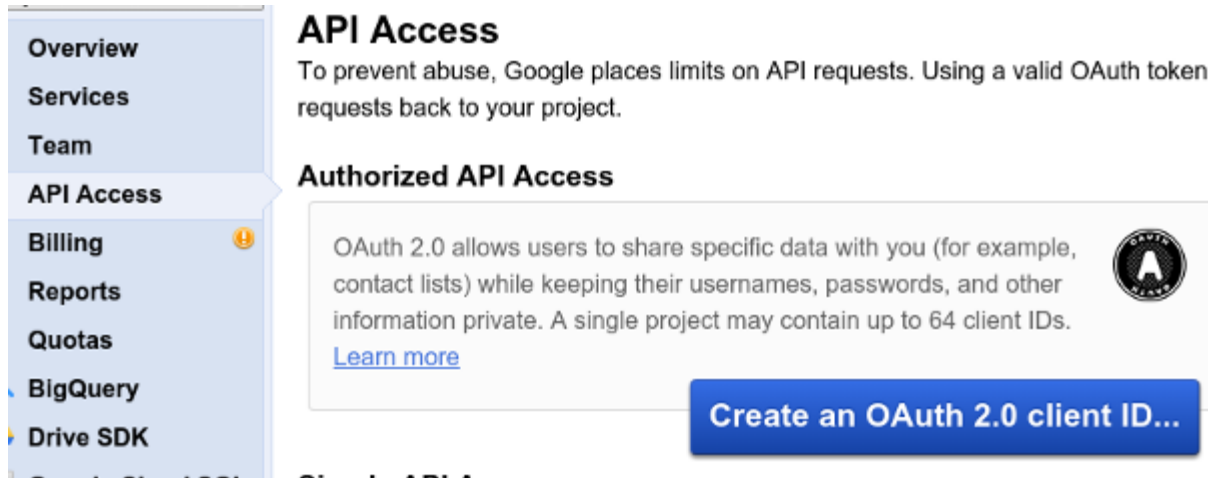 Overview
Services
Team
API Access
Billing
Reports
Quotas
BigQuery
Drive SDK
API Access
To prevent abuse, Google places limits on API requests. Using a valid OAuth token
requests back to your project.
Authorized API Access
OAuth 2.0 allows users to share specific data with you (for example,
contact lists) while keeping their usernames, passwords, and other
information private. A single project may contain up to 64 client IDs.
Learn more
OAUTH
A
Create an OAuth 2.0 client ID...